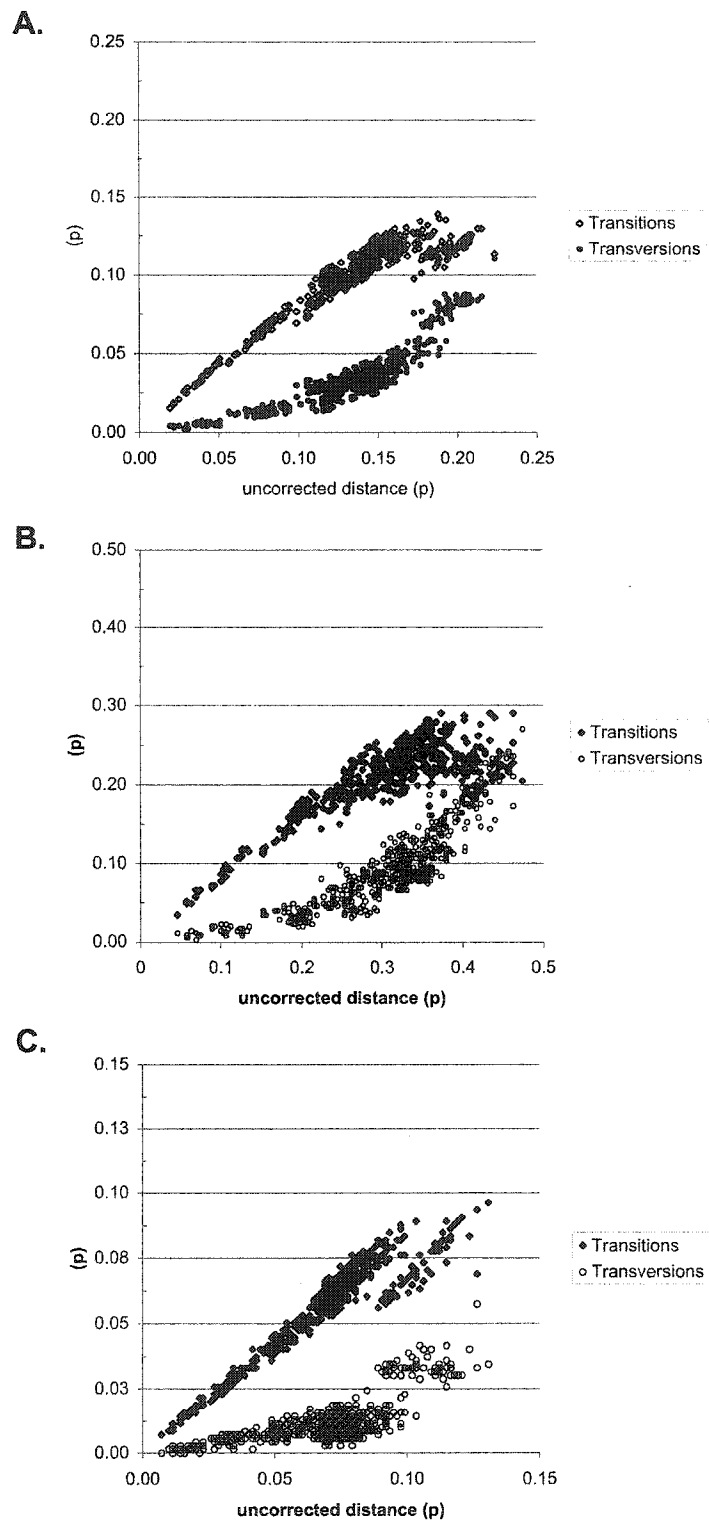 A.
0.25
0.20
0.15
0.10
0.05
0.00
(p)
0.00 0.05 0.10 0.15 0.20 0.25
uncorrected distance (p)
Transitions
Transversions
B.
0.50
0.40
0.30
0.20
0.10
0.00
(p)
0 0.1 0.2 0.3 0.4 0.5
uncorrected distance (p)
Transitions
Transversions
C.
0.15
0.13
0.10
0.08
0.05
0.03
0.00
(p)
0.00 0.05 0.10 0.15
uncorrected distance (p)
Transitions
Transversions